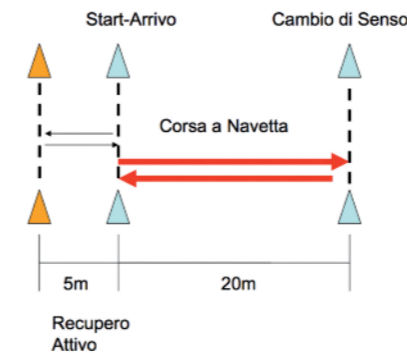 Start-Arrivo
Cambio di Senso
Corsa a Navetta
5m
20m
Recupero
Attivo